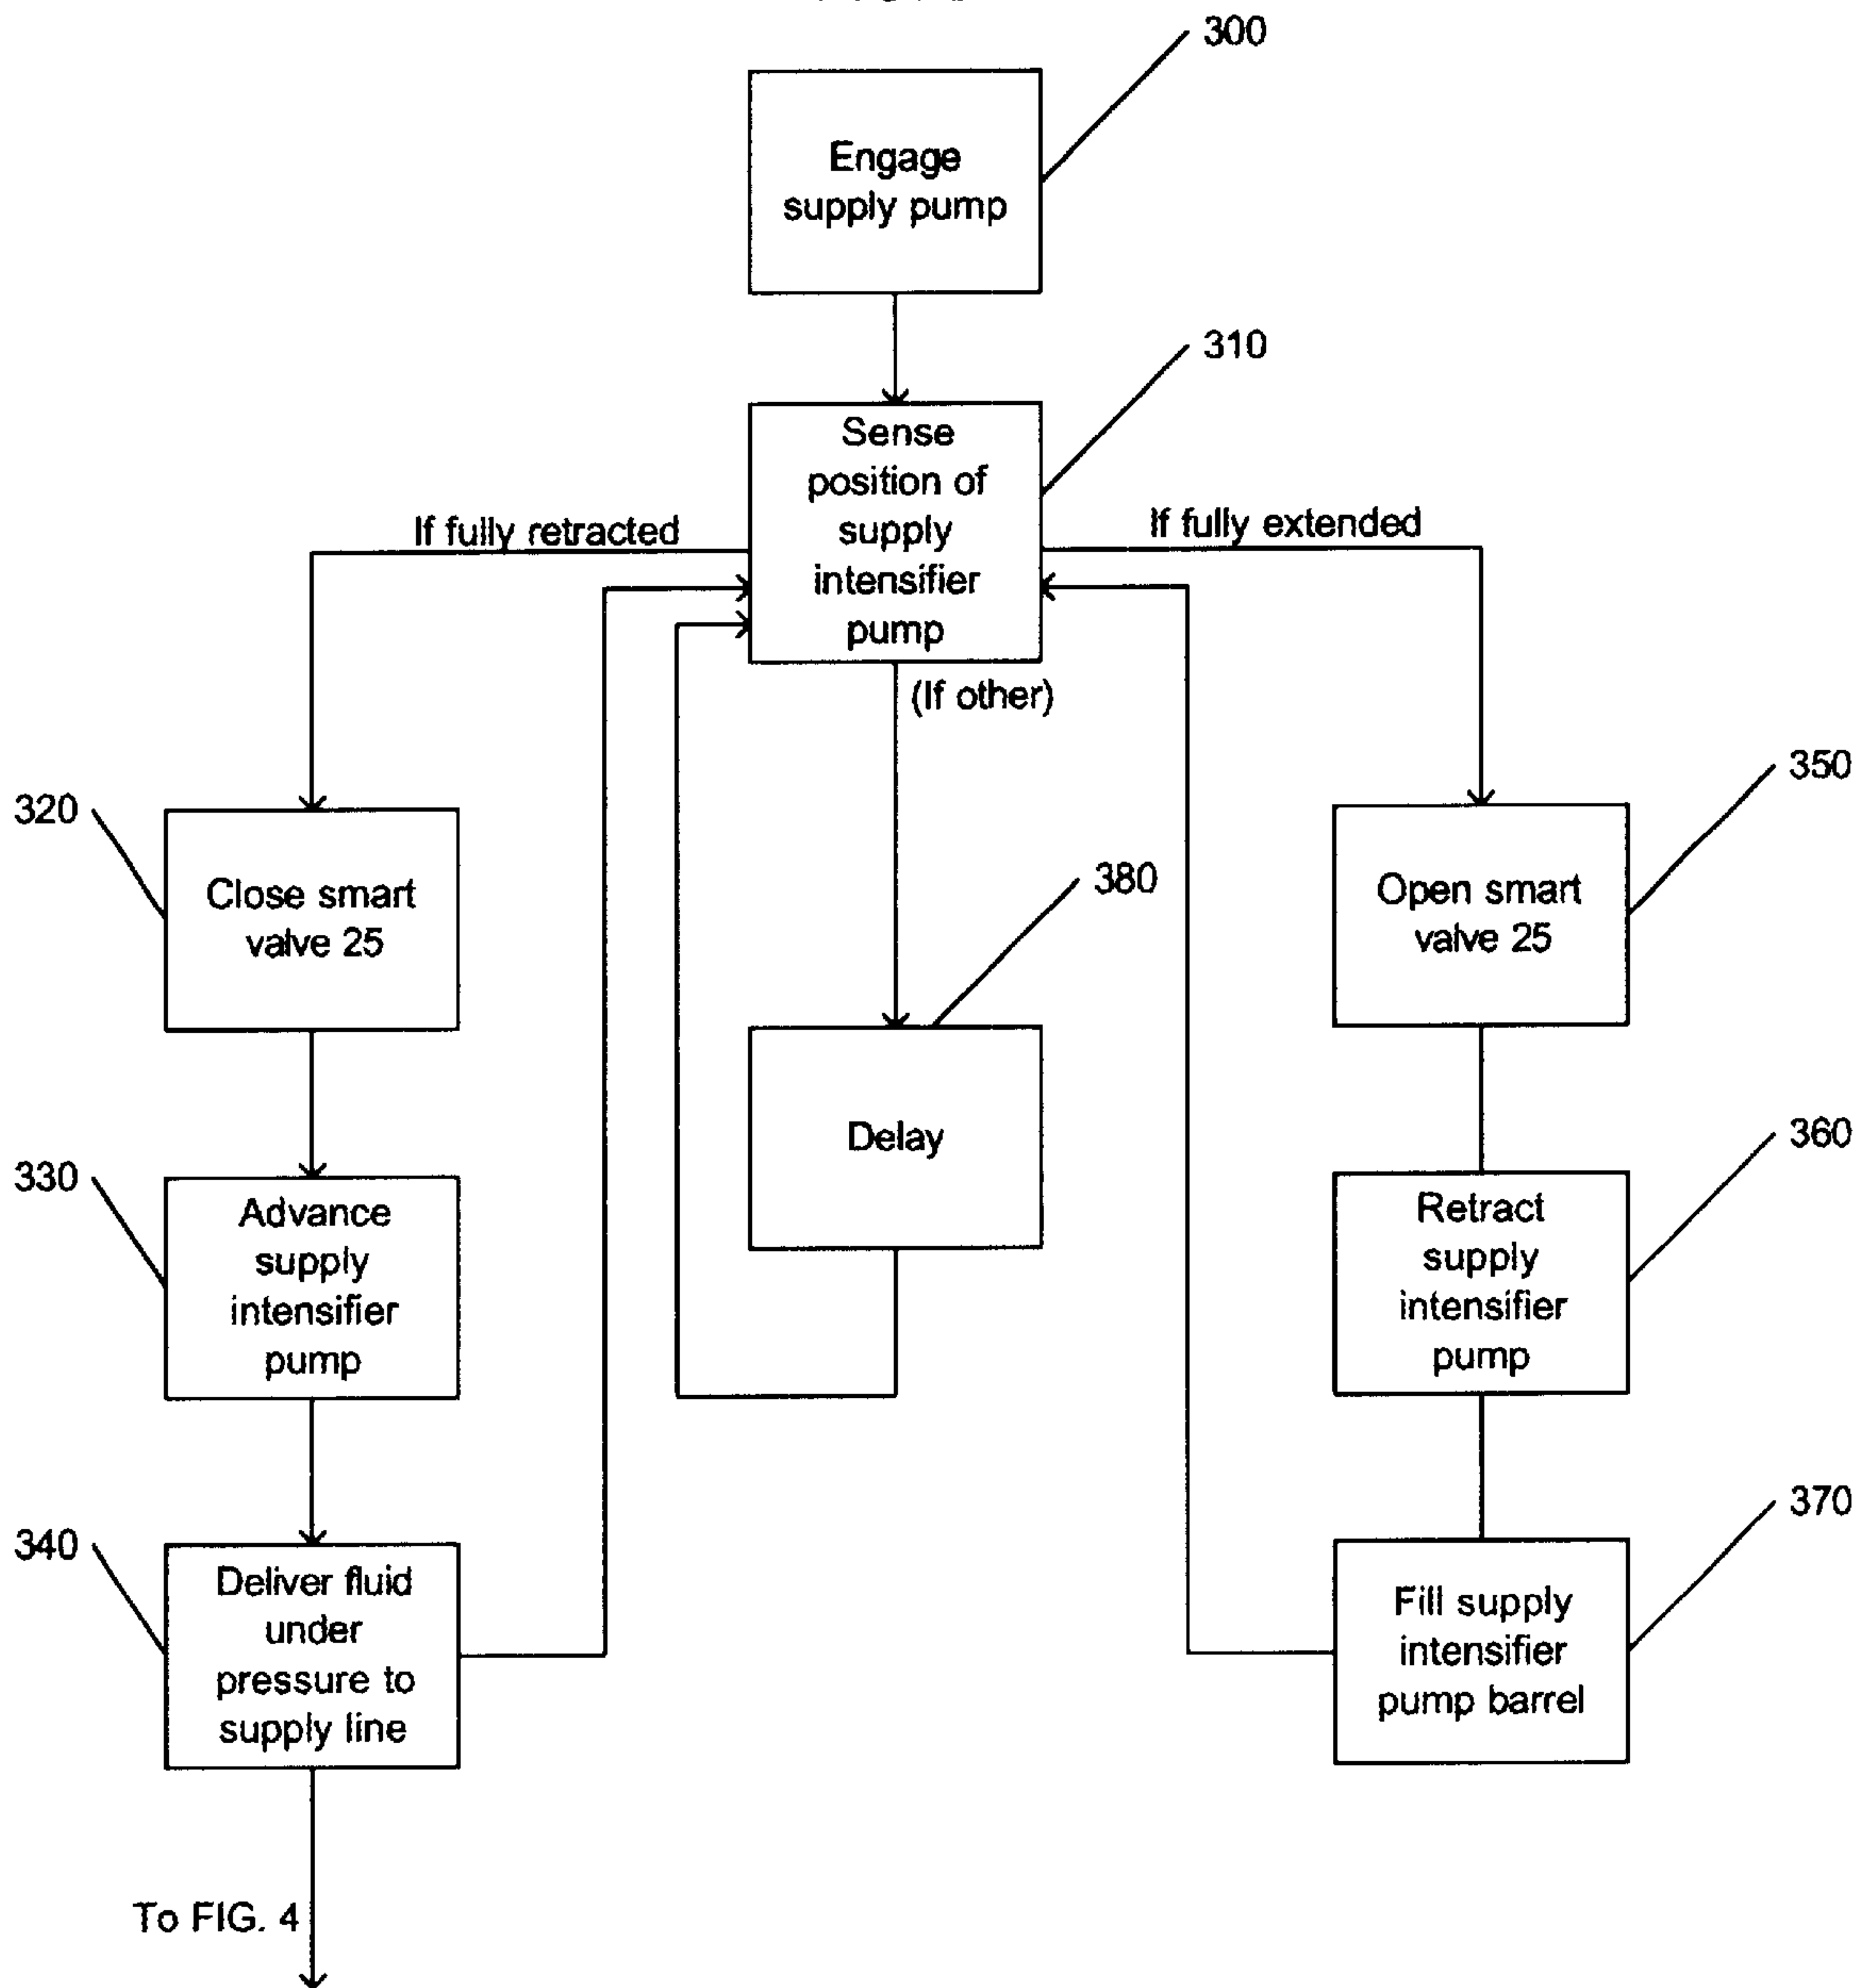 300
Engage
supply pump
310
Sense
position of
supply
intensifier
pump
If fully retracted
If fully extended
(If other)
320
Close smart
valve 25
350
Open smart
valve 25
380
Delay
330
Advance
supply
intensifier
pump
360
Retract
supply
intensifier
pump
340
Deliver fluid
under
pressure to
supply line
370
Fill supply
intensifier
pump barrel
To FIG. 4